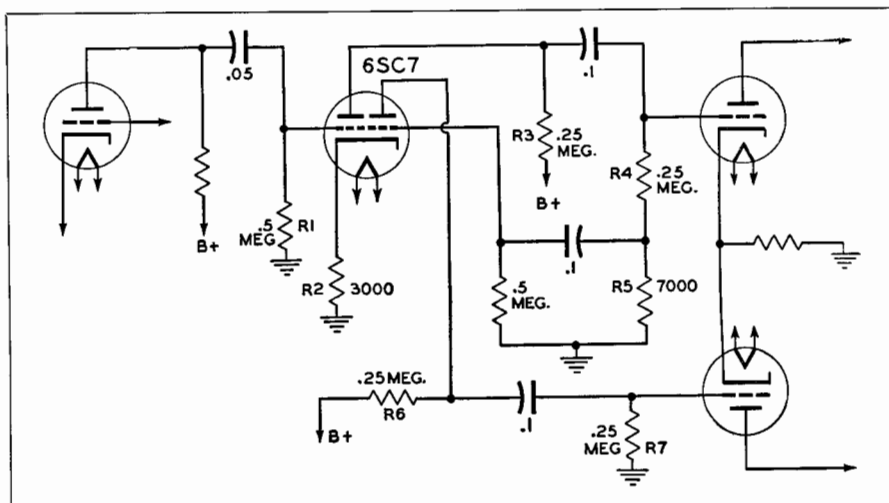 6SC7
.05
.1
R3
.25
MEG.
B+
R4
.25
MEG.
B+
.5
MEG
R1
R2
3000
.1
.5
MEG.
R5
7000
.25 MEG.
R6
B+
.1
.25
MEG
R7